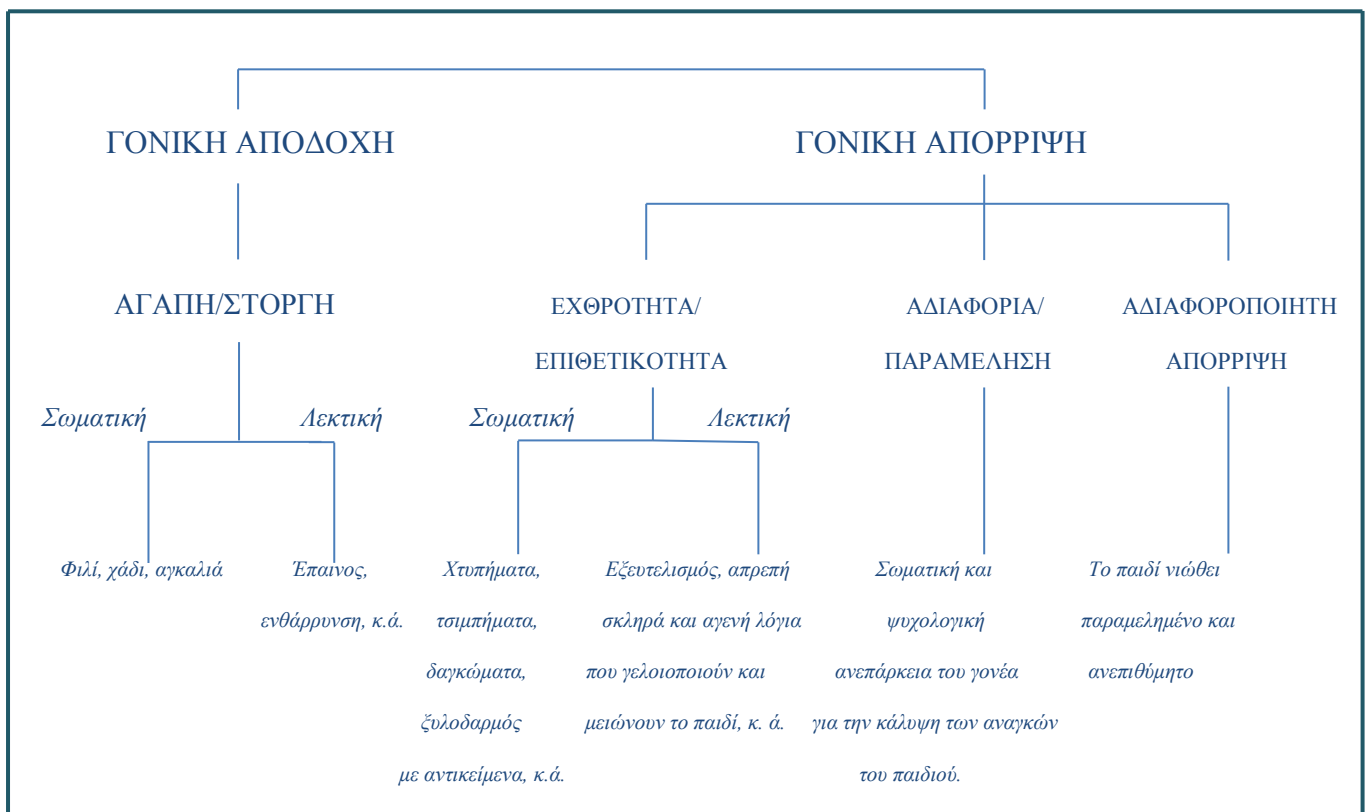 ΓΟΝΙΚΗ ΑΠΟΔΟΧΗ
ΓΟΝΙΚΗ ΑΠΟΡΡΙΨΗ
ΑΓΑΠΗ/ΣΤΟΡΓΗ
ΕΧΘΡΟΤΗΤΑ/
ΕΠΙΘΕΤΙΚΟΤΗΤΑ
ΑΔΙΑΦΟΡΙΑ/
ΠΑΡΑΜΕΛΗΣΗ
ΑΔΙΑΦΟΡΟΠΟΙΗΤΗ
ΑΠΟΡΡΙΨΗ
Σωματική
Λεκτική
Σωματική
Λεκτική
Φιλί, χάδι, αγκαλιά
Έπαινος,
ενθάρρυνση, κ.ά.
Χτυπήματα,
τσιμπήματα,
δαγκώματα,
ξυλοδαρμός
με αντικείμενα, κ.ά.
Εξευτελισμός, απρεπή
σκληρά και αγενή λόγια
που γελοιοποιούν και
μειώνουν το παιδί, κ. ά.
Σωματική και
ψυχολογική
ανεπάρκεια του γονέα
για την κάλυψη των αναγκών
του παιδιού.
Το παιδί νιώθει
παραμελημένο και
ανεπιθύμητο